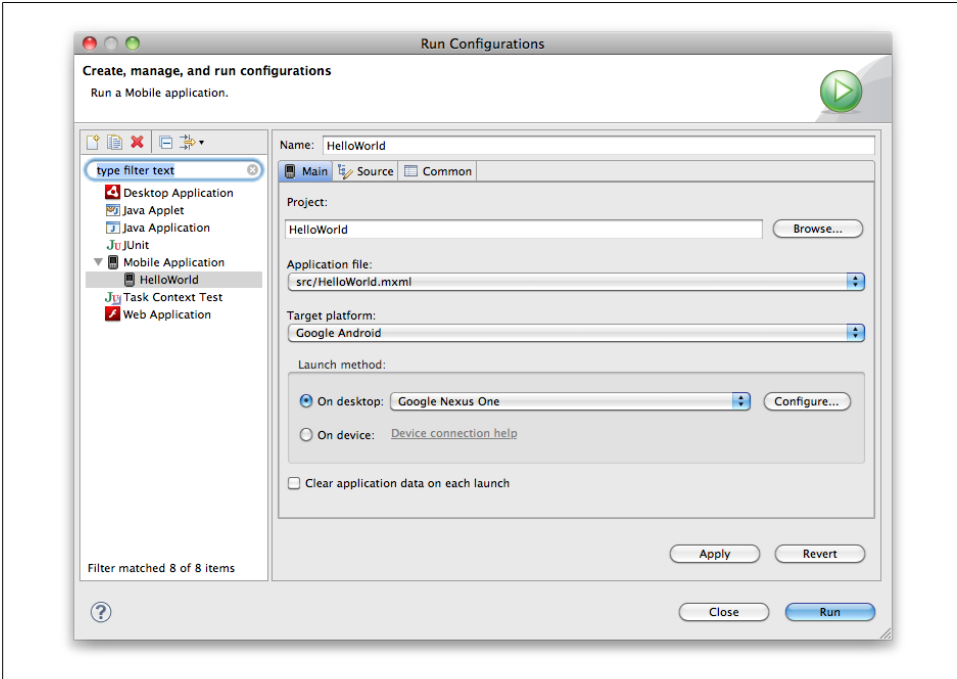 Run Configurations
Create, manage, and run configurations
Run a Mobile application.
type filter text
Desktop Application
Java Applet
Java Application
Ju JUnit
Mobile Application
HelloWorld
Ju Task Context Test
Web Application
Filter matched 8 of 8 items
Name: HelloWorld
Main Source Common
Project:
HelloWorld Browse...
Application file:
src/HelloWorld.mxml
Target platform:
Google Android
Launch method:
On desktop: Google Nexus One Configure...
On device: Device connection help
Clear application data on each launch
Apply Revert
? Close Run